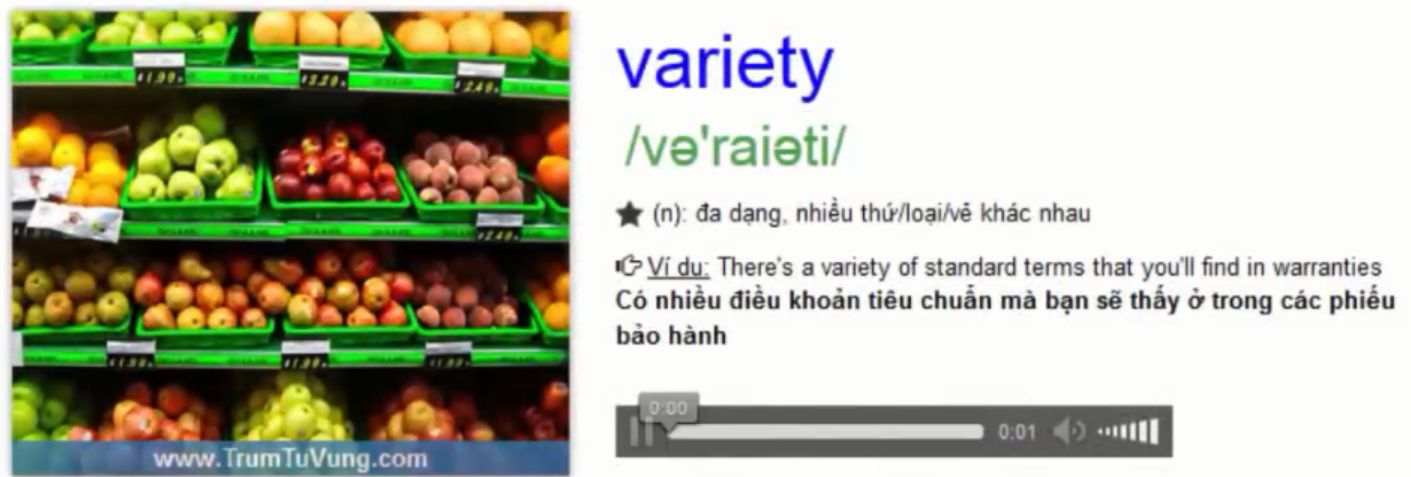 variety
/və'raiəti/
★ (n): đa dạng, nhiều thứ/loại/vẻ khác nhau
Ví dụ: There's a variety of standard terms that you'll find in warranties
Có nhiều điều khoản tiêu chuẩn mà bạn sẽ thấy ở trong các phiếu
bảo hành
0:00
0:01
www.TrumTuVung.com